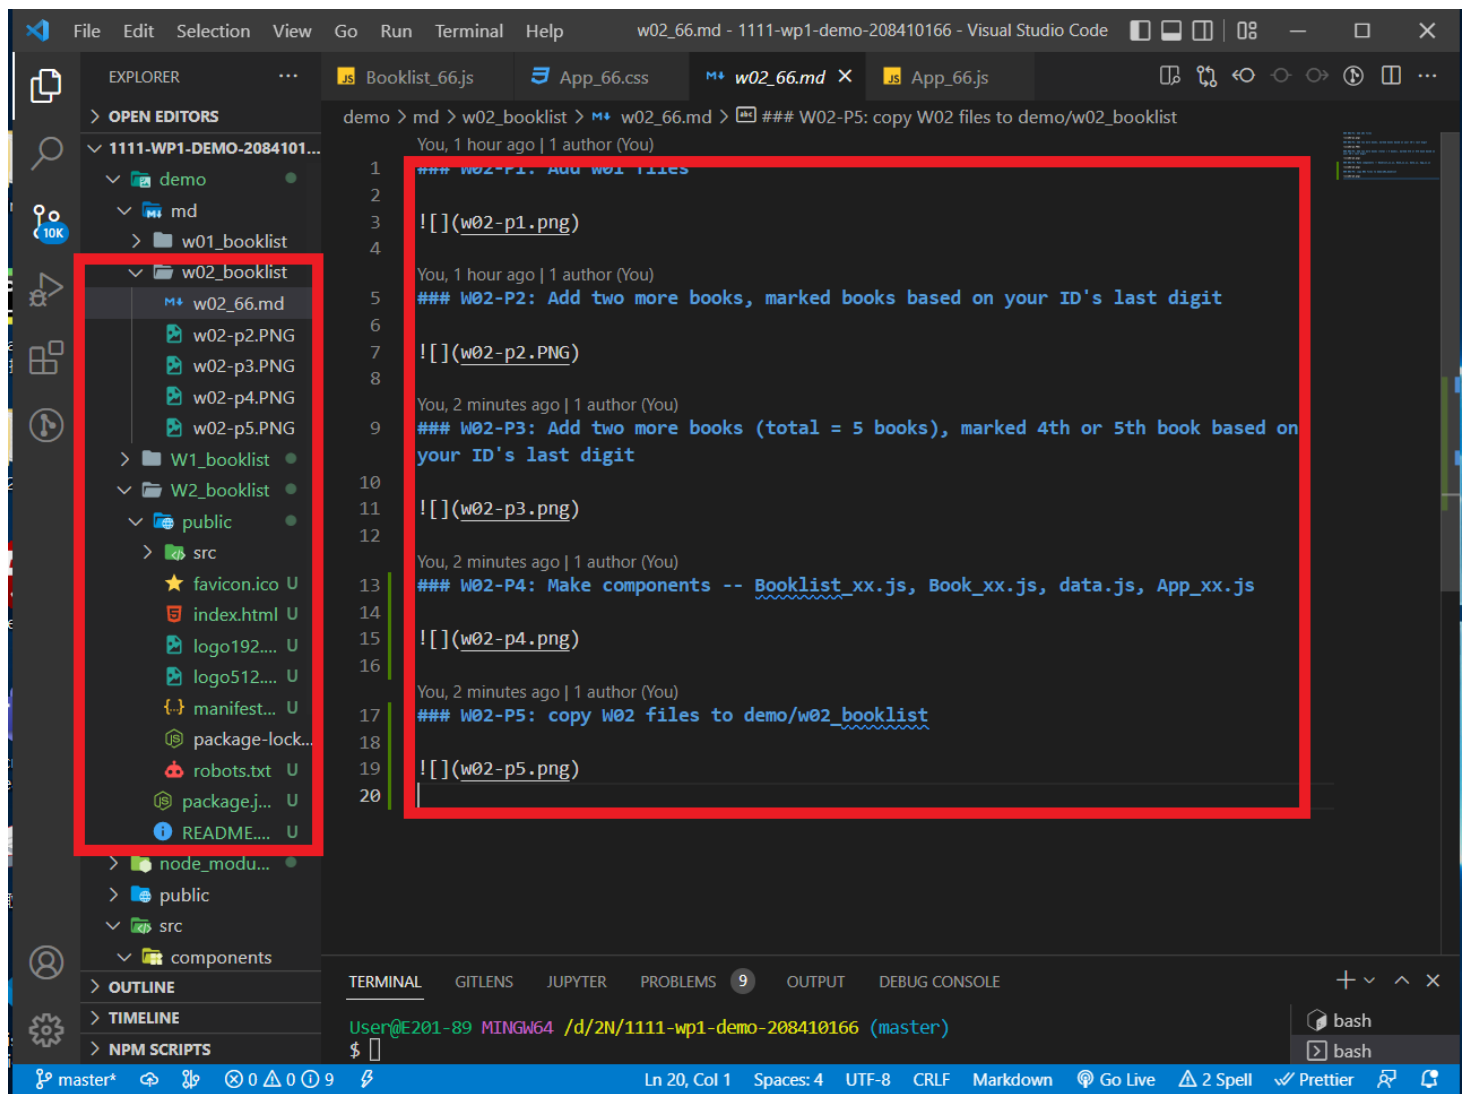 File Edit Selection View Go Run Terminal Help w02_66.md - 1111-wp1-demo-208410166 - Visual Studio Code
EXPLORER ...
Booklist_66.js App_66.css w02_66.md App_66.js
OPEN EDITORS
demo > md > w02_booklist > w02_66.md > ### W02-P5: copy W02 files to demo/w02_booklist
1111-WP1-DEMO-2084101...
demo
md
w01_booklist
w02_booklist
w02_66.md
w02-p2.PNG
w02-p3.PNG
w02-p4.PNG
w02-p5.PNG
W1_booklist
W2_booklist
public
src
favicon.ico U
index.html U
logo192.... U
logo512.... U
manifest... U
package-lock...
robots.txt U
package.j... U
README.... U
node_modu...
public
src
components
OUTLINE
TIMELINE
NPM SCRIPTS
10K
You, 1 hour ago | 1 author (You)
1 ### W02-P1: Add W01 files
2
3 ![](w02-p1.png)
4
You, 1 hour ago | 1 author (You)
5 ### W02-P2: Add two more books, marked books based on your ID's last digit
6
7 ![](w02-p2.PNG)
8
You, 2 minutes ago | 1 author (You)
9 ### W02-P3: Add two more books (total = 5 books), marked 4th or 5th book based on
your ID's last digit
10
11 ![](w02-p3.png)
12
You, 2 minutes ago | 1 author (You)
13 ### W02-P4: Make components -- Booklist_xx.js, Book_xx.js, data.js, App_xx.js
14
15 ![](w02-p4.png)
16
You, 2 minutes ago | 1 author (You)
17 ### W02-P5: copy W02 files to demo/w02_booklist
18
19 ![](w02-p5.png)
20
TERMINAL GITLENS JUPYTER PROBLEMS 9 OUTPUT DEBUG CONSOLE
User@E201-89 MINGW64 /d/2N/1111-wp1-demo-208410166 (master)
$
bash
bash
master* 0 0 9 Ln 20, Col 1 Spaces: 4 UTF-8 CRLF Markdown Go Live 2 Spell Prettier